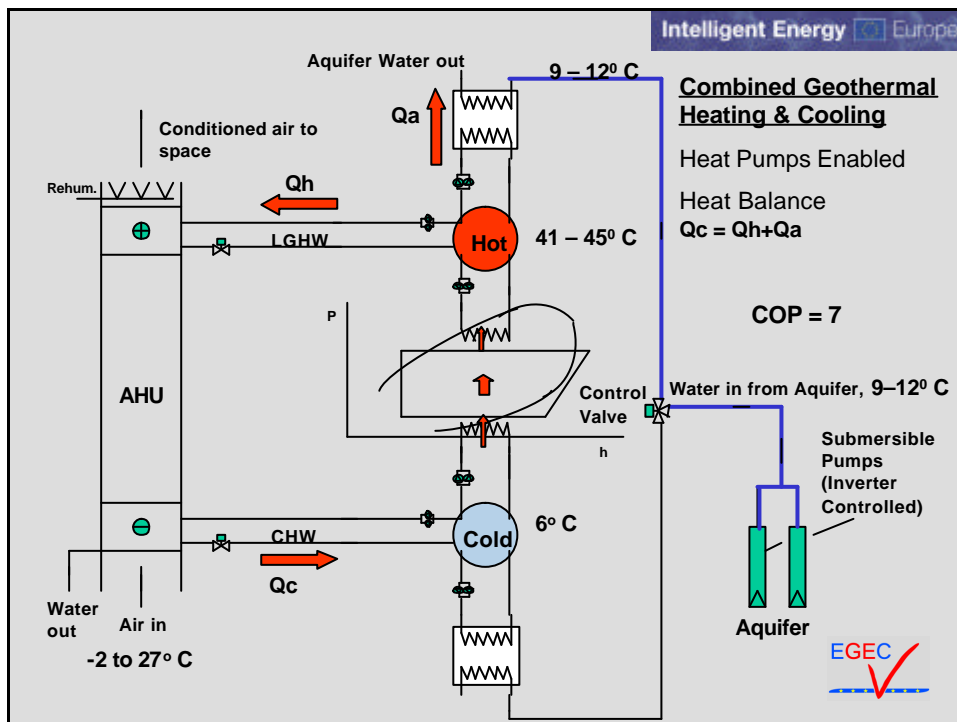 Intelligent Energy Europe
Aquifer Water out
9 – 12⁰ C
Combined Geothermal
Heating & Cooling
Qa
Conditioned air to
space
Heat Pumps Enabled
Rehum.
Qh
Heat Balance
Qc = Qh+Qa
LGHW
Hot
41 – 45⁰ C
P
COP = 7
AHU
Control
Valve
Water in from Aquifer, 9–12⁰ C
h
Submersible
Pumps
(Inverter
Controlled)
CHW
Cold
6ᵒ C
Qc
Water
out
Air in
-2 to 27ᵒ C
Aquifer
EGEC